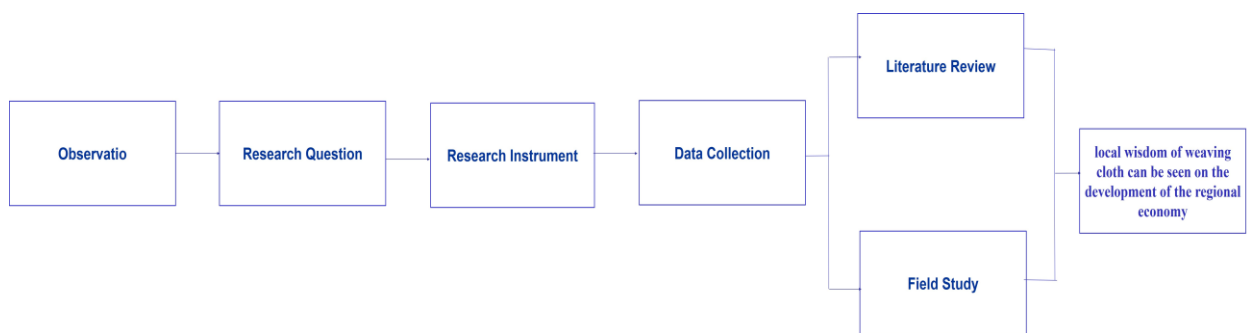 Observatio
Research Question
Research Instrument
Data Collection
Literature Review
Field Study
local wisdom of weaving
cloth can be seen on the
development of the regional
economy